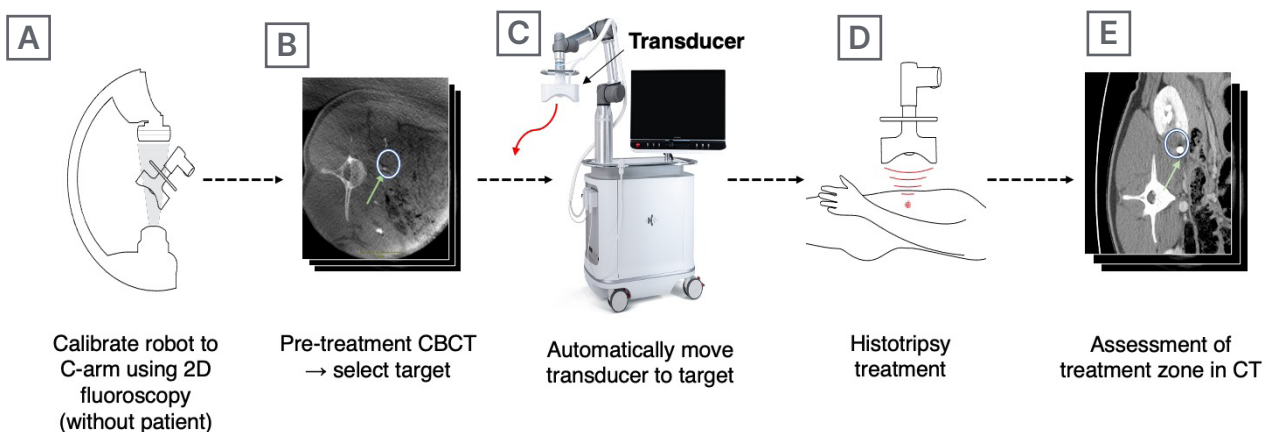 A
B
C
D
E
Transducer
Calibrate robot to
C-arm using 2D
fluoroscopy
(without patient)
Pre-treatment CBCT
→ select target
Automatically move
transducer to target
Histotripsy
treatment
Assessment of
treatment zone in CT